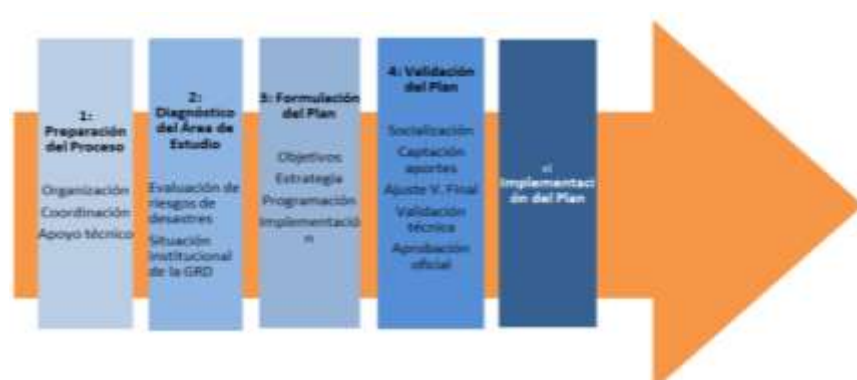 1:
Preparación
del Proceso
Organización
Coordinación
Apoyo técnico
2:
Diagnóstico
del Área de
Estudio
Evaluación de
riesgos de
desastres
Situación
institucional
de la GRD
3: Formulación
del Plan
Objetivos
Estrategia
Programación
Implementació
n
4: Validación
del Plan
Socialización
Captación
aportes
Ajuste V. Final
Validación
técnica
Aprobación
oficial
Implementaci
ón del Plan